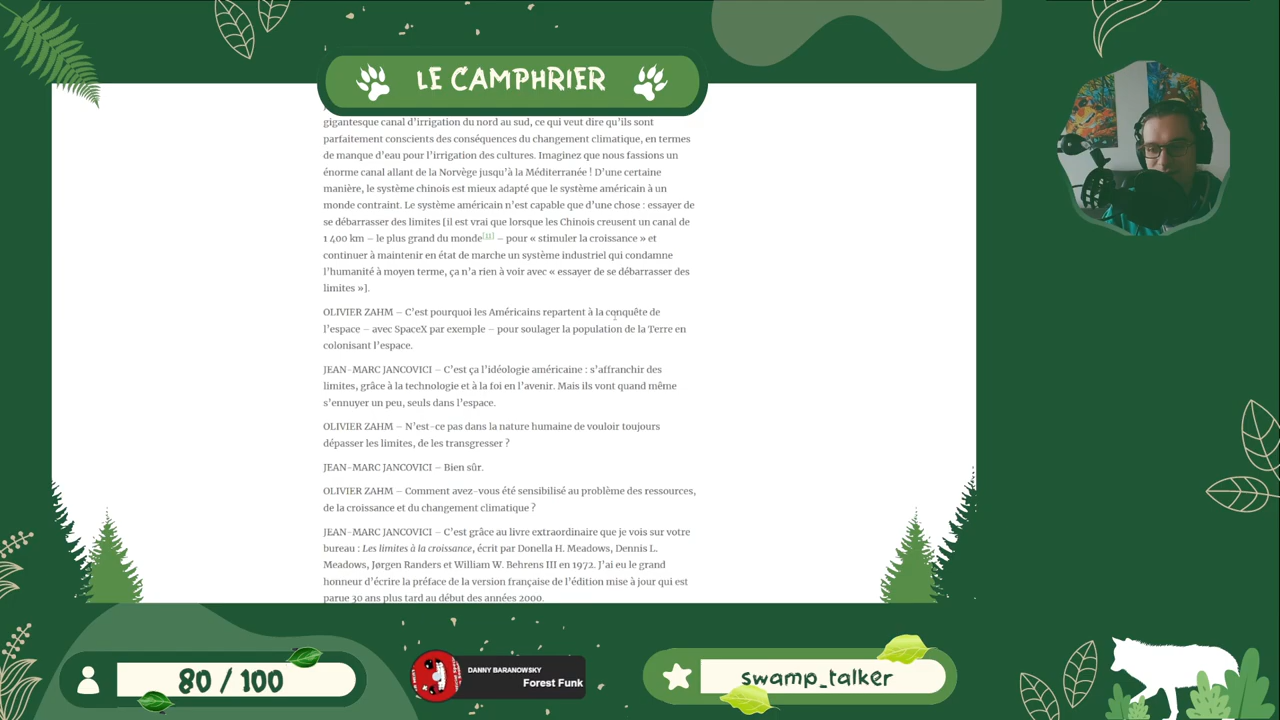 LE CAMPHRIER
gigantesque canal d'irrigation du nord au sud, ce qui veut dire qu'ils sont
parfaitement conscients des conséquences du changement climatique, en termes
de manque d'eau pour l'irrigation des cultures. Imaginez que nous fassions un
énorme canal allant de la Norvège jusqu'à la Méditerranée ! D'une certaine
manière, le système chinois est mieux adapté que le système américain à un
monde contraint. Le système américain n'est capable que d'une chose : essayer de
se débarrasser des limites [il est vrai que lorsque les Chinois creusent un canal de
1 400 km – le plus grand du monde[11] – pour « stimuler la croissance » et
continuer à maintenir en état de marche un système industriel qui condamne
l'humanité à moyen terme, ça n'a rien à voir avec « essayer de se débarrasser des
limites »].
OLIVIER ZAHM – C'est pourquoi les Américains repartent à la conquête de
l'espace – avec SpaceX par exemple – pour soulager la population de la Terre en
colonisant l'espace.
JEAN-MARC JANCOVICI – C'est ça l'idéologie américaine : s'affranchir des
limites, grâce à la technologie et à la foi en l'avenir. Mais ils vont quand même
s'ennuyer un peu, seuls dans l'espace.
OLIVIER ZAHM – N'est-ce pas dans la nature humaine de vouloir toujours
dépasser les limites, de les transgresser ?
JEAN-MARC JANCOVICI – Bien sûr.
OLIVIER ZAHM – Comment avez-vous été sensibilisé au problème des ressources,
de la croissance et du changement climatique ?
JEAN-MARC JANCOVICI – C'est grâce au livre extraordinaire que je vois sur votre
bureau : Les limites à la croissance, écrit par Donella H. Meadows, Dennis L.
Meadows, Jørgen Randers et William W. Behrens III en 1972. J'ai eu le grand
honneur d'écrire la préface de la version française de l'édition mise à jour qui est
parue 30 ans plus tard au début des années 2000.
80 / 100
DANNY BARANOWSKY
Forest Funk
swamp_talker